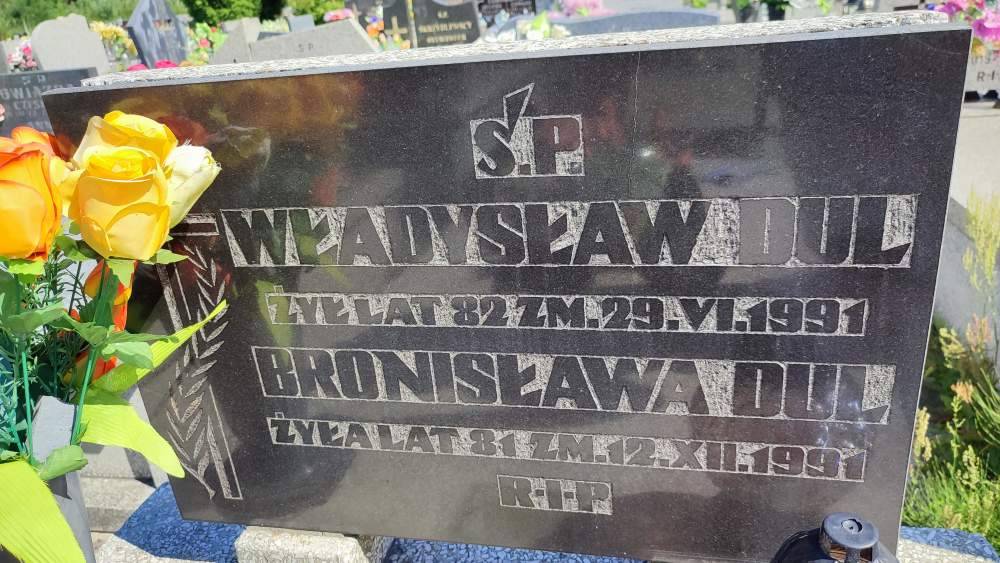 Ś.P.
WŁADYSŁAW DUL
ŻYŁ LAT 82 ZM. 29.VI.1991
BRONISŁAWA DUL
ŻYŁA LAT 81 ZM. 12.XII.1991
R.I.P
S P